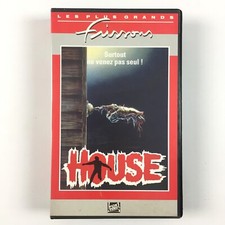 LES PLUS GRANDS
Frissons
Surtout
ne venez pas seul !
HOUSE